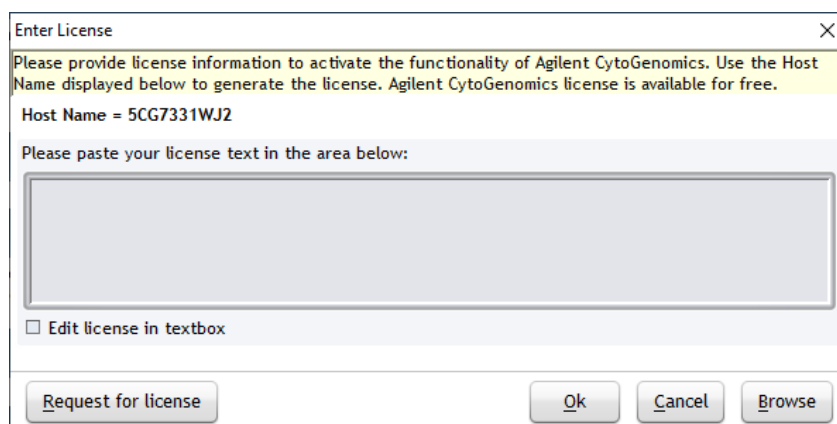 Enter License
Please provide license information to activate the functionality of Agilent CytoGenomics. Use the Host
Name displayed below to generate the license. Agilent CytoGenomics license is available for free.
Host Name = 5CG7331WJ2
Please paste your license text in the area below:
Edit license in textbox
Request for license Ok Cancel Browse